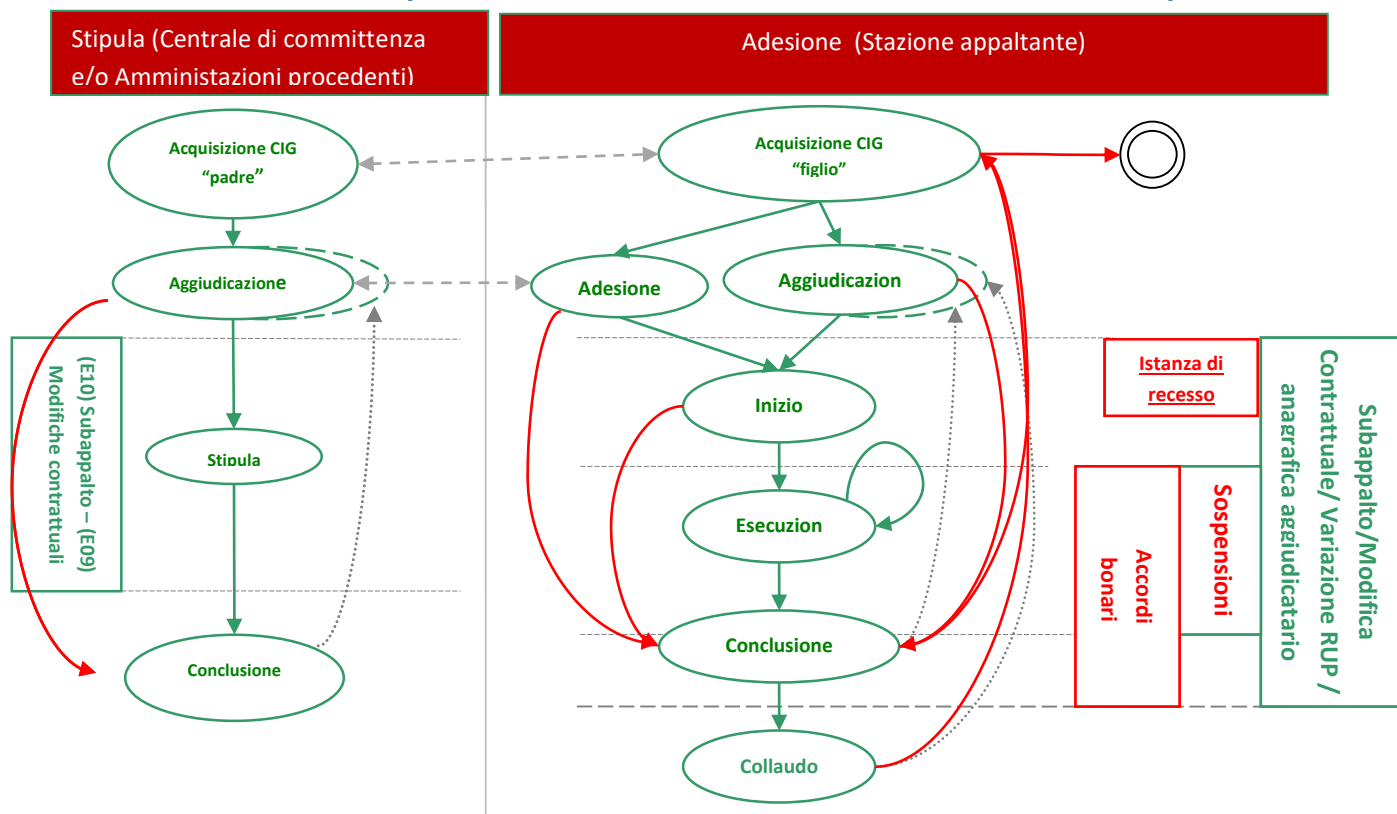 Stipula (Centrale di committenza
e/o Amministazioni procedenti)
Adesione (Stazione appaltante)
Acquisizione CIG
“padre”
Acquisizione CIG
“figlio”
Aggiudicazione
Adesione
Aggiudicazion
(E10) Subappalto – (E09)
Modifiche contrattuali
Istanza di
recesso
Inizio
Stipula
Esecuzion
Conclusione
Conclusione
Collaudo
Accordi
bonari
Sospensioni
Subappalto/Modifica
Contrattuale/ Variazione RUP /
anagrafica aggiudicatario